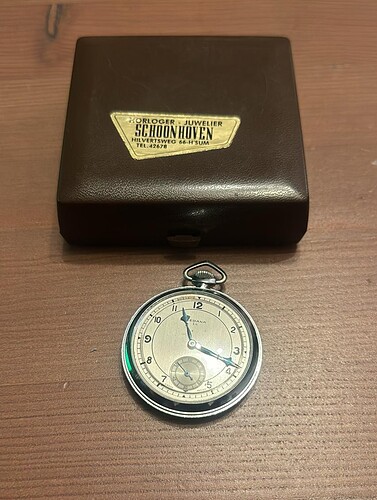 HORLOGER - JUWELIER
SCHOONHOVEN
HILVERTSWEG 66-H'SUM
TEL. 42678
11 12 1
10 2
9 3
8 4
7 5